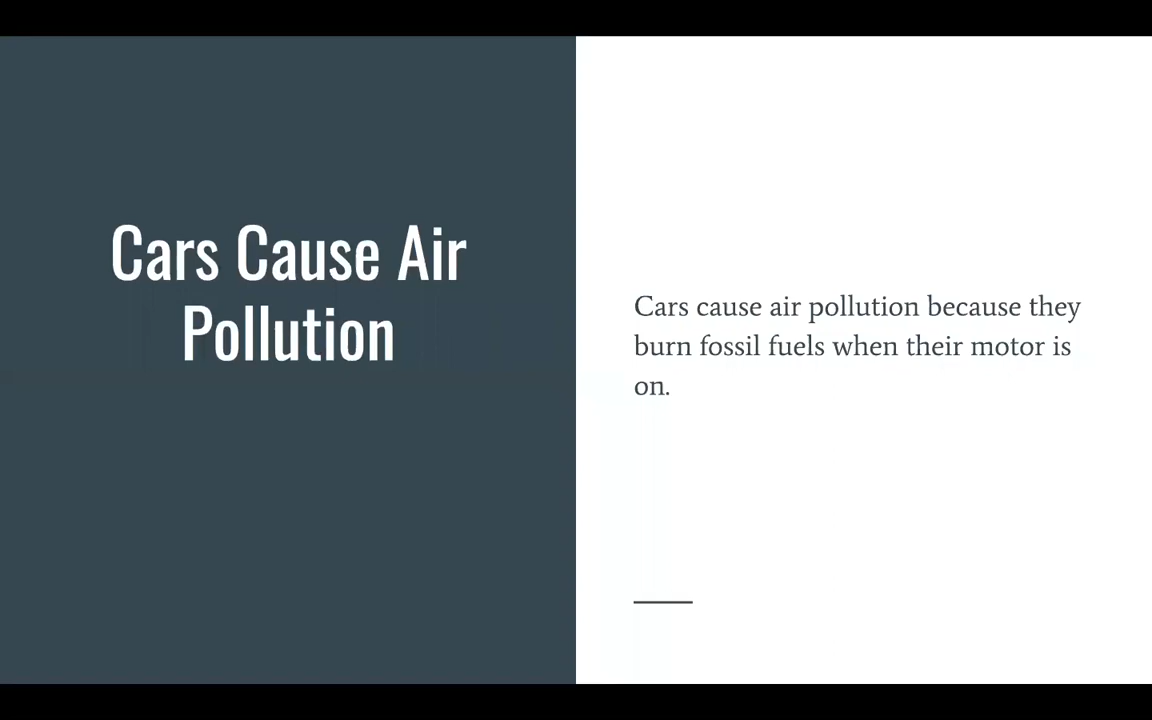 Cars Cause Air
Pollution
Cars cause air pollution because they
burn fossil fuels when their motor is
on.